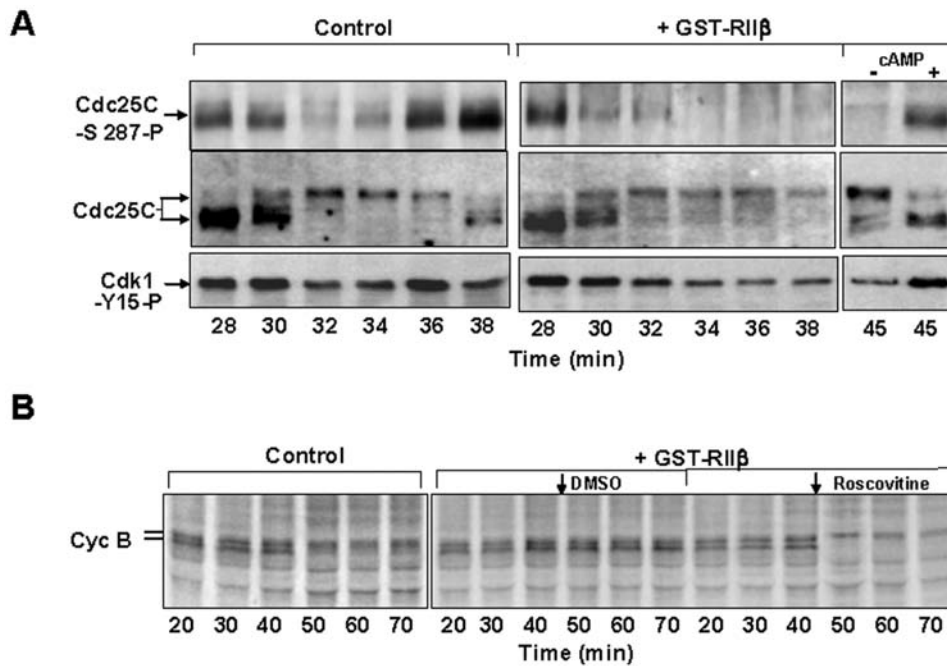 A
Control
+ GST-RIIβ
cAMP
- +
Cdc25C
-S 287-P
Cdc25C
Cdk1
-Y15-P
28 30 32 34 36 38 28 30 32 34 36 38 45 45
Time (min)
B
Control
+ GST-RIIβ
DMSO
Roscovitine
Cyc B
20 30 40 50 60 70 20 30 40 50 60 70 20 30 40 50 60 70
Time (min) Time (min)